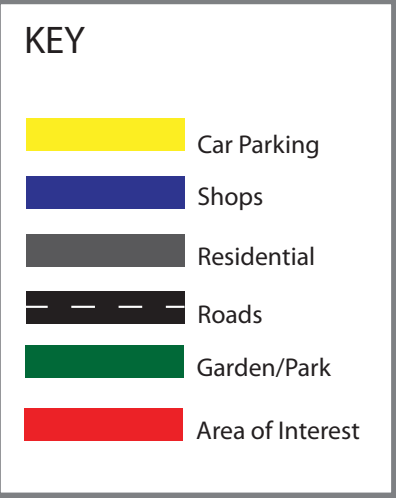 KEY
Car Parking
Shops
Residential
Roads
Garden/Park
Area of Interest